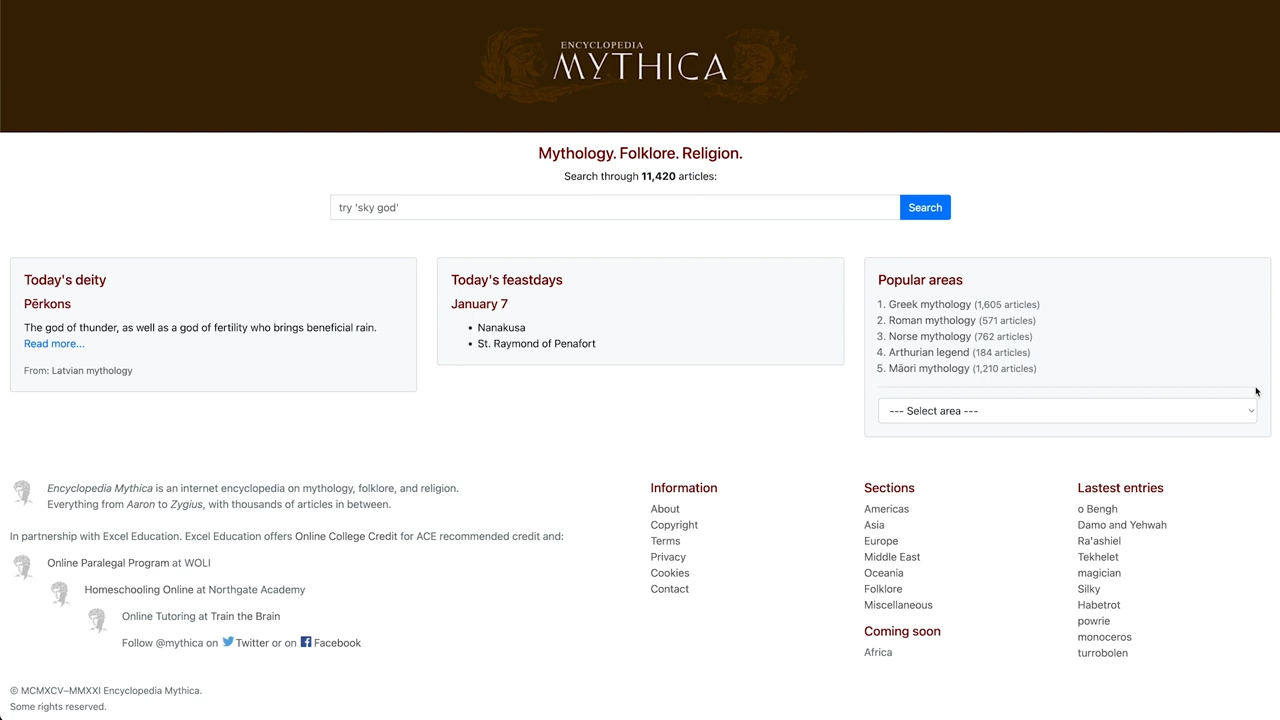 ENCYCLOPEDIA
MYTHICA
Mythology. Folklore. Religion.
Search through 11,420 articles:
try 'sky god'
Search
Today's deity
Pērkons
The god of thunder, as well as a god of fertility who brings beneficial rain.
Read more...
From: Latvian mythology
Today's feastdays
January 7
• Nanakusa
• St. Raymond of Penafort
Popular areas
1. Greek mythology (1,605 articles)
2. Roman mythology (571 articles)
3. Norse mythology (762 articles)
4. Arthurian legend (184 articles)
5. Māori mythology (1,210 articles)
--- Select area ---
Encyclopedia Mythica is an internet encyclopedia on mythology, folklore, and religion.
Everything from Aaron to Zygius, with thousands of articles in between.
In partnership with Excel Education. Excel Education offers Online College Credit for ACE recommended credit and:
Online Paralegal Program at WOLI
Homeschooling Online at Northgate Academy
Online Tutoring at Train the Brain
Follow @mythica on Twitter or on Facebook
Information
About
Copyright
Terms
Privacy
Cookies
Contact
Sections
Americas
Asia
Europe
Middle East
Oceania
Folklore
Miscellaneous
Coming soon
Africa
Lastest entries
o Bengh
Damo and Yehwah
Ra'ashiel
Tekhelet
magician
Silky
Habetrot
powrie
monoceros
turrobolen
© MCMXCV–MMXXI Encyclopedia Mythica.
Some rights reserved.